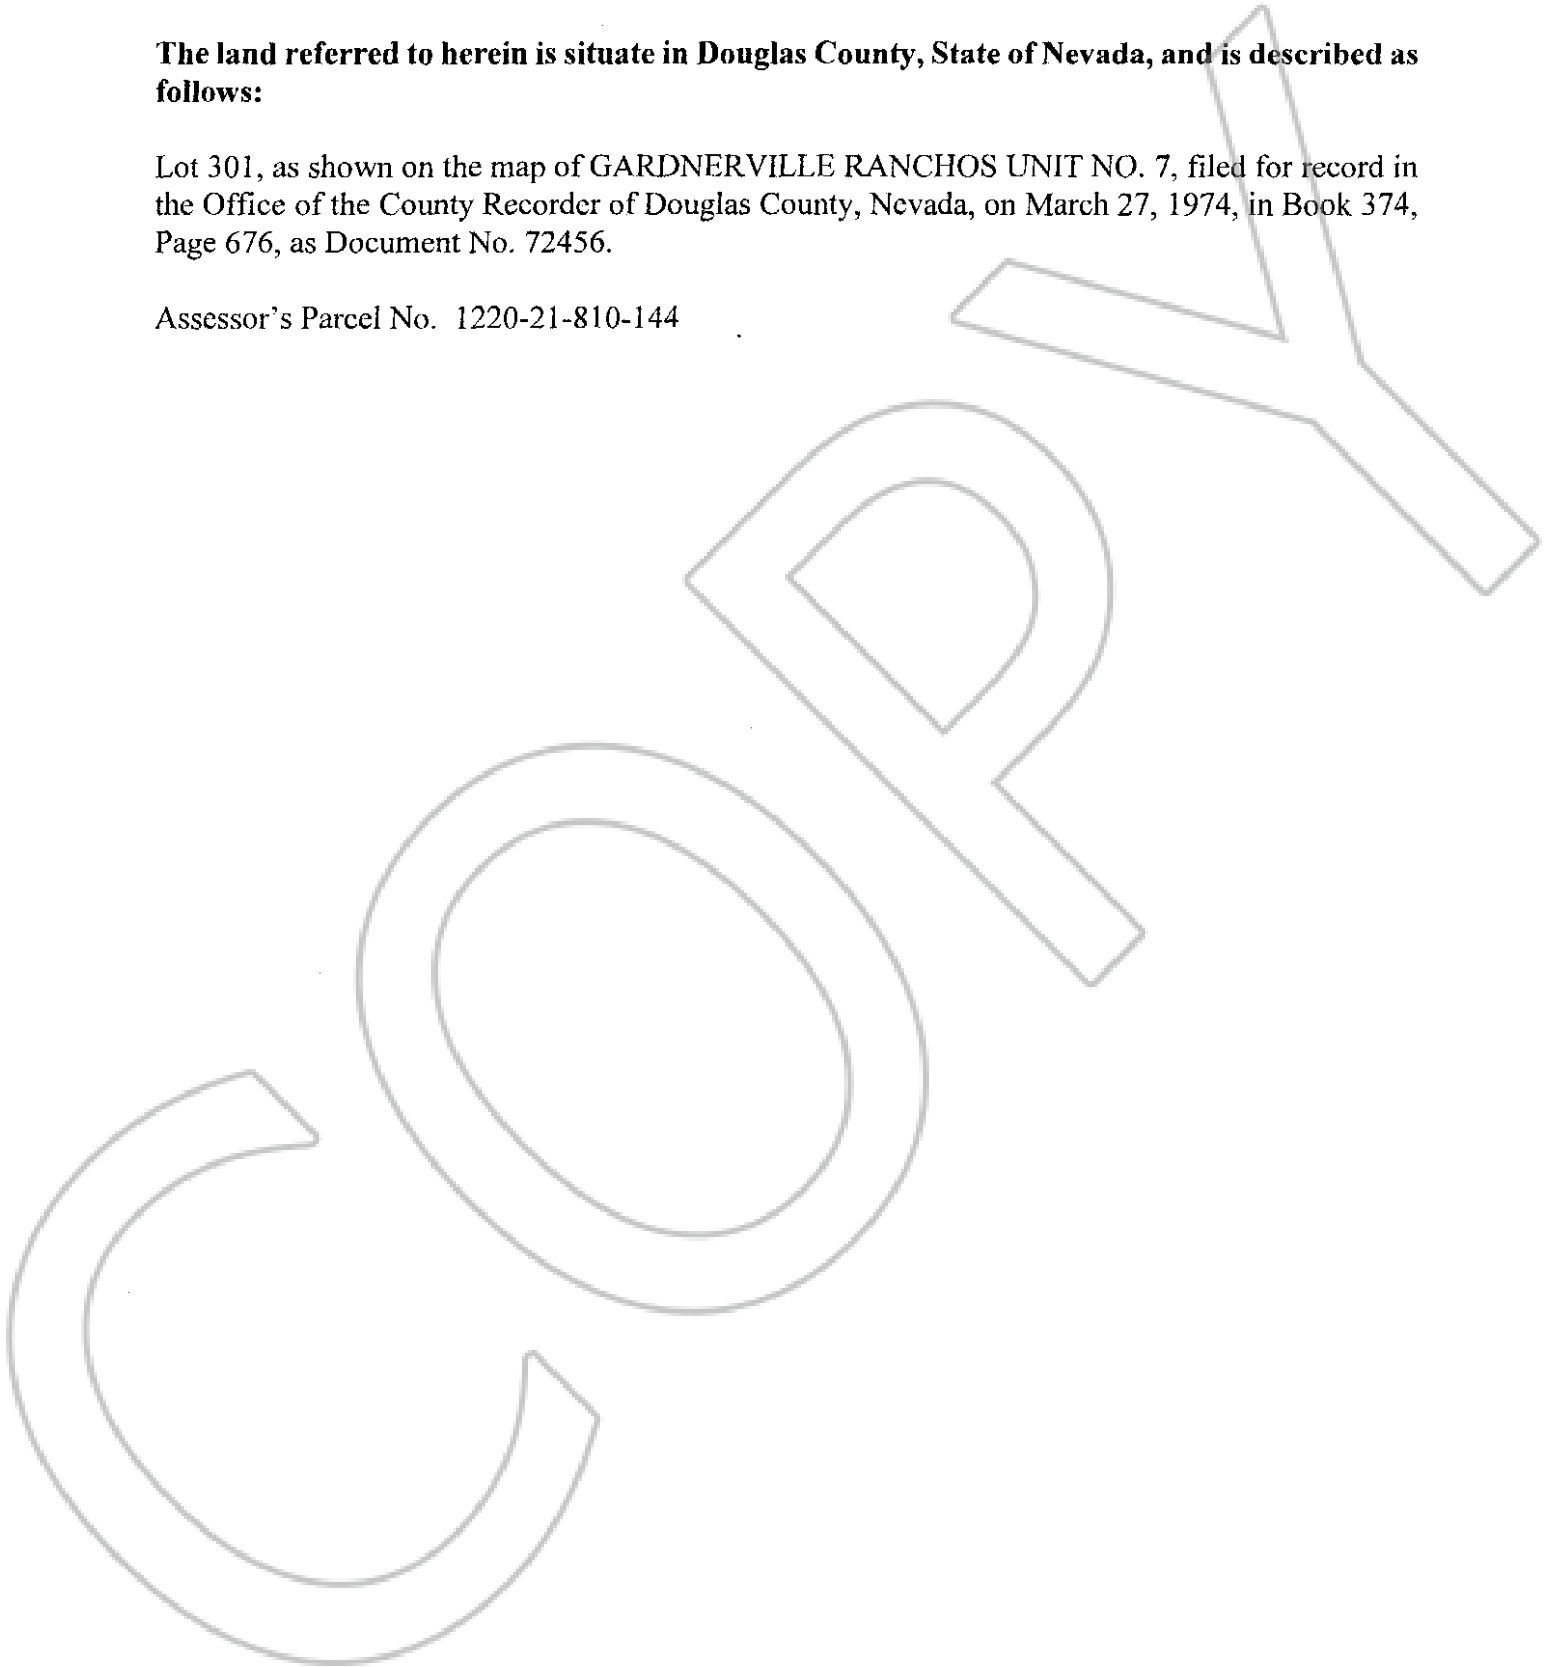 The land referred to herein is situate in Douglas County, State of Nevada, and is described as
follows:
Lot 301, as shown on the map of GARDNERVILLE RANCHOS UNIT NO. 7, filed for record in
the Office of the County Recorder of Douglas County, Nevada, on March 27, 1974, in Book 374,
Page 676, as Document No. 72456.
Assessor's Parcel No. 1220-21-810-144
COPY